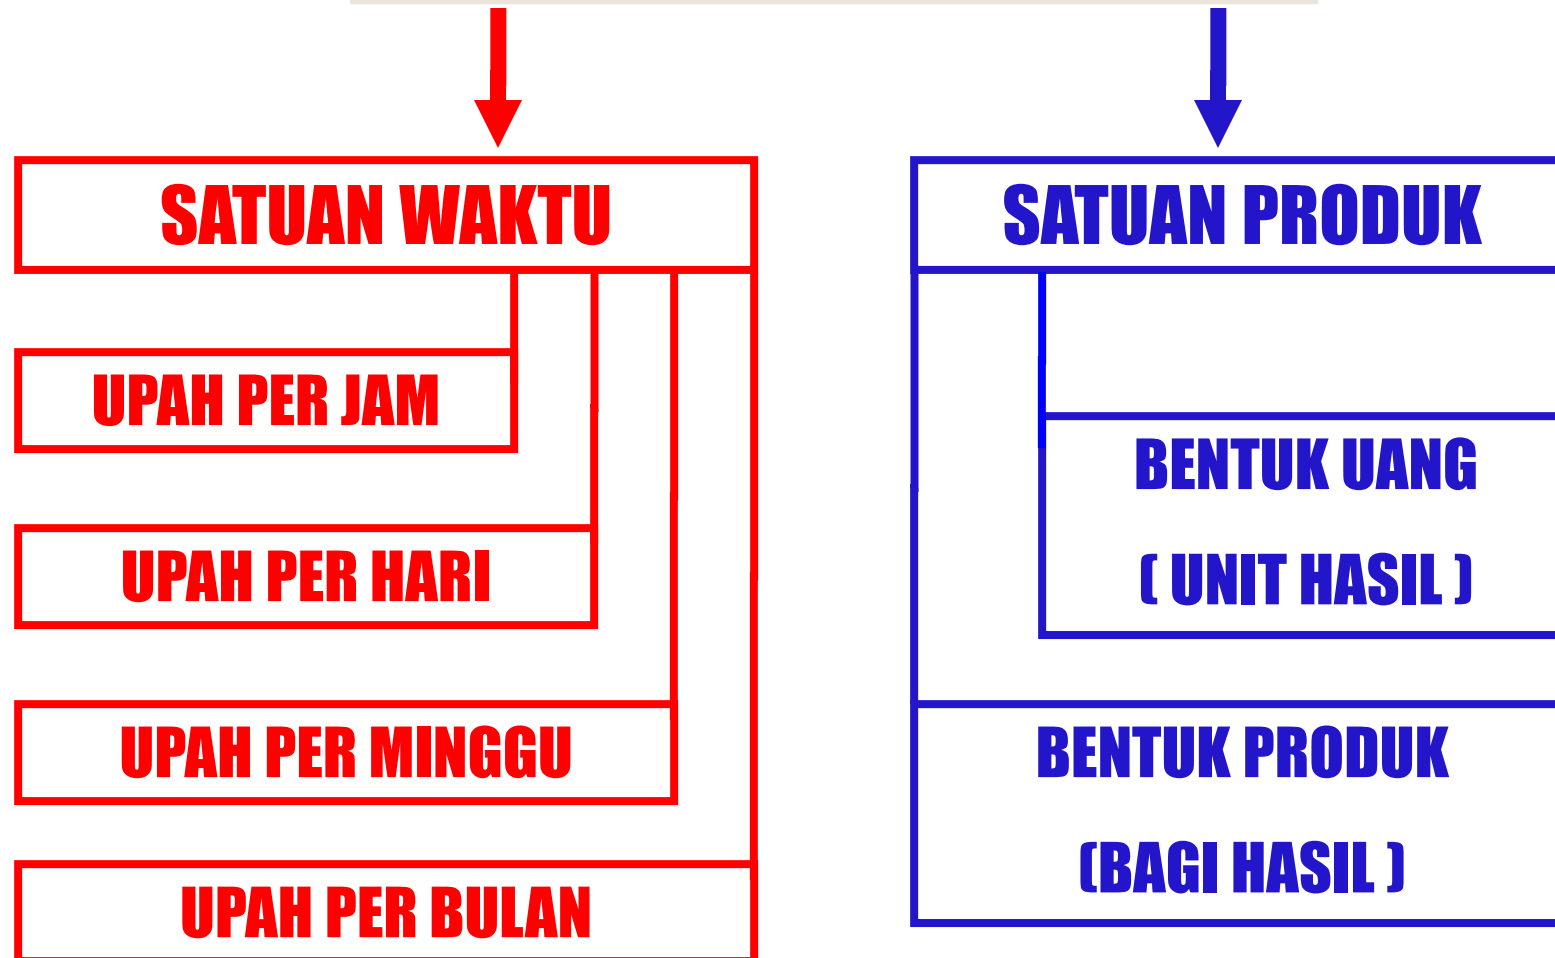 SATUAN WAKTU
UPAH PER JAM
UPAH PER HARI
UPAH PER MINGGU
UPAH PER BULAN
SATUAN PRODUK
BENTUK UANG
( UNIT HASIL )
BENTUK PRODUK
(BAGI HASIL )